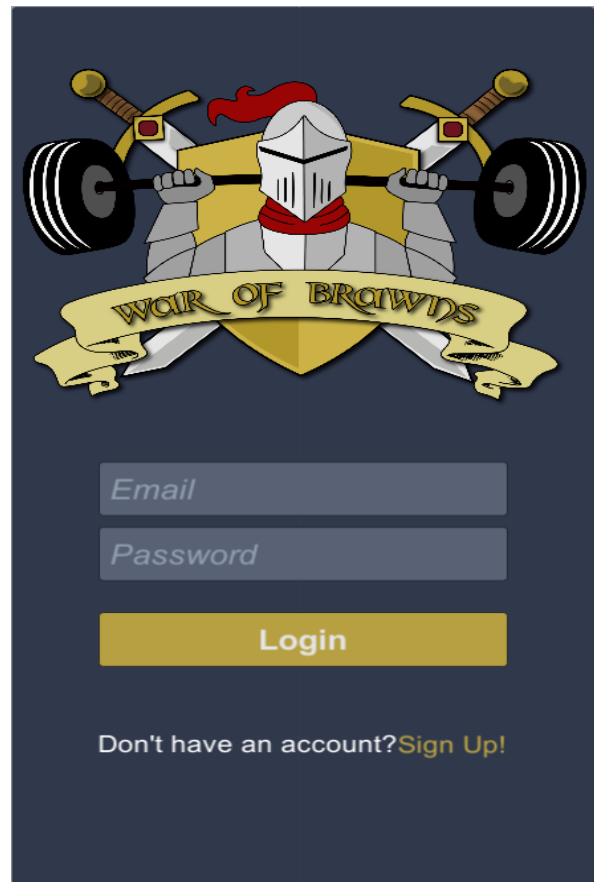 WAR OF BRAWNS
Email
Password
Login
Don't have an account?Sign Up!